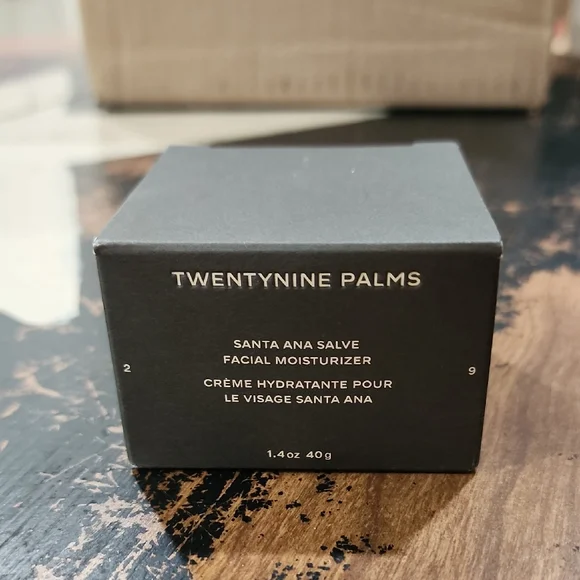 TWENTYNINE PALMS
SANTA ANA SALVE
FACIAL MOISTURIZER
2
9
CRÈME HYDRATANTE POUR
LE VISAGE SANTA ANA
1.4oz 40g